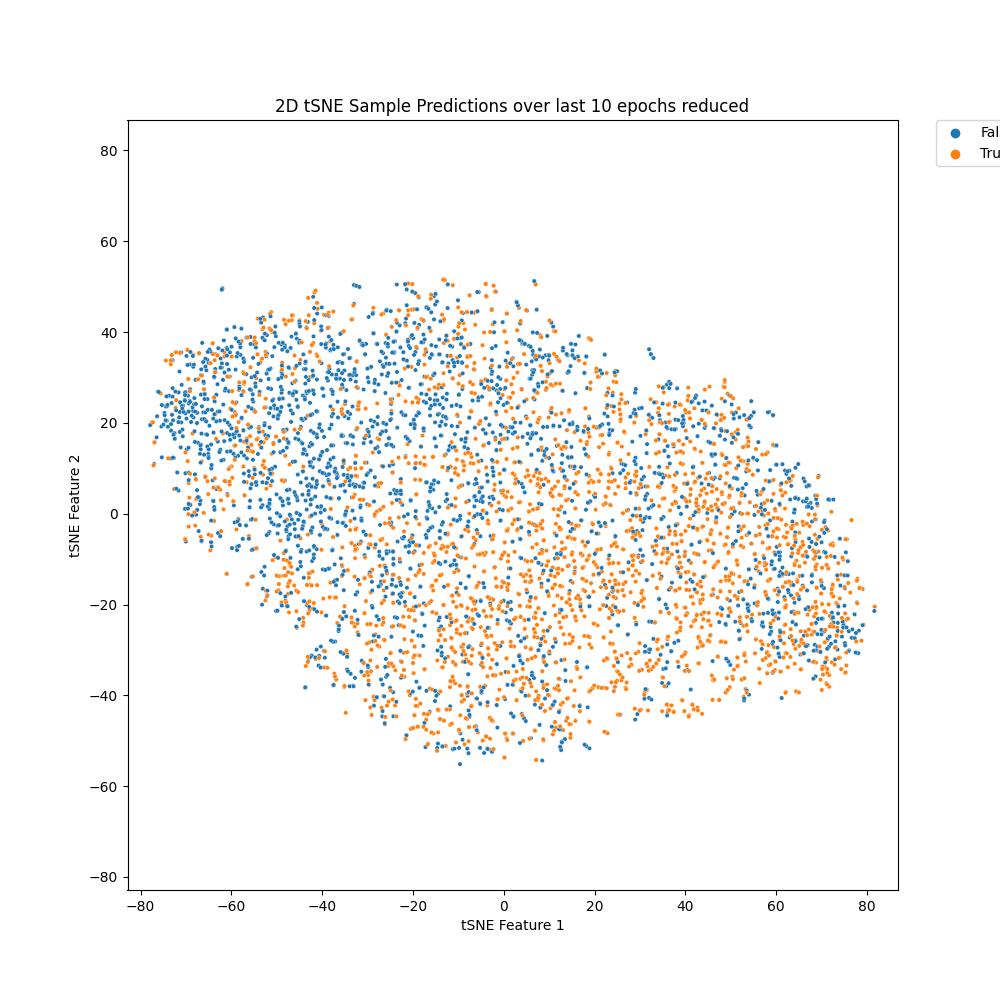 2D tSNE Sample Predictions over last 10 epochs reduced
Fal
Tru
80
60
40
20
0
−20
−40
−60
−80
tSNE Feature 2
−80 −60 −40 −20 0 20 40 60 80
tSNE Feature 1